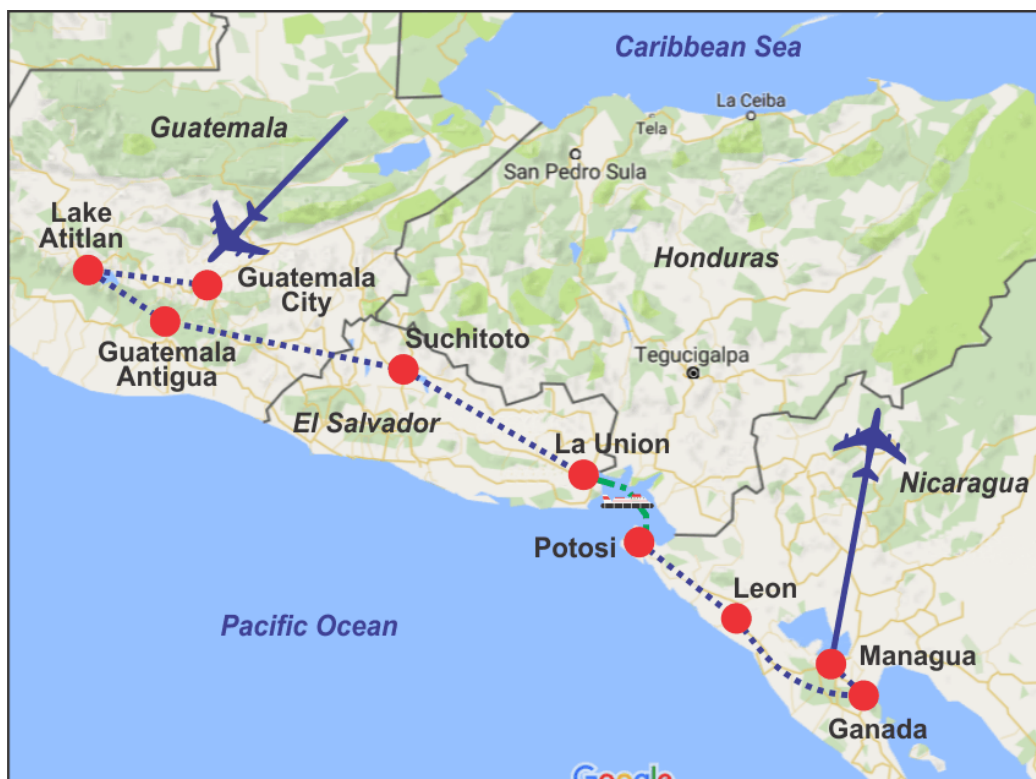 Caribbean Sea
La Ceiba
Tela
Guatemala
San Pedro Sula
Lake
Atitlan
Guatemala
City
Honduras
Guatemala
Antigua
Suchitoto
Tegucigalpa
El Salvador
La Union
Nicaragua
Potosi
Leon
Pacific Ocean
Managua
Ganada
Google